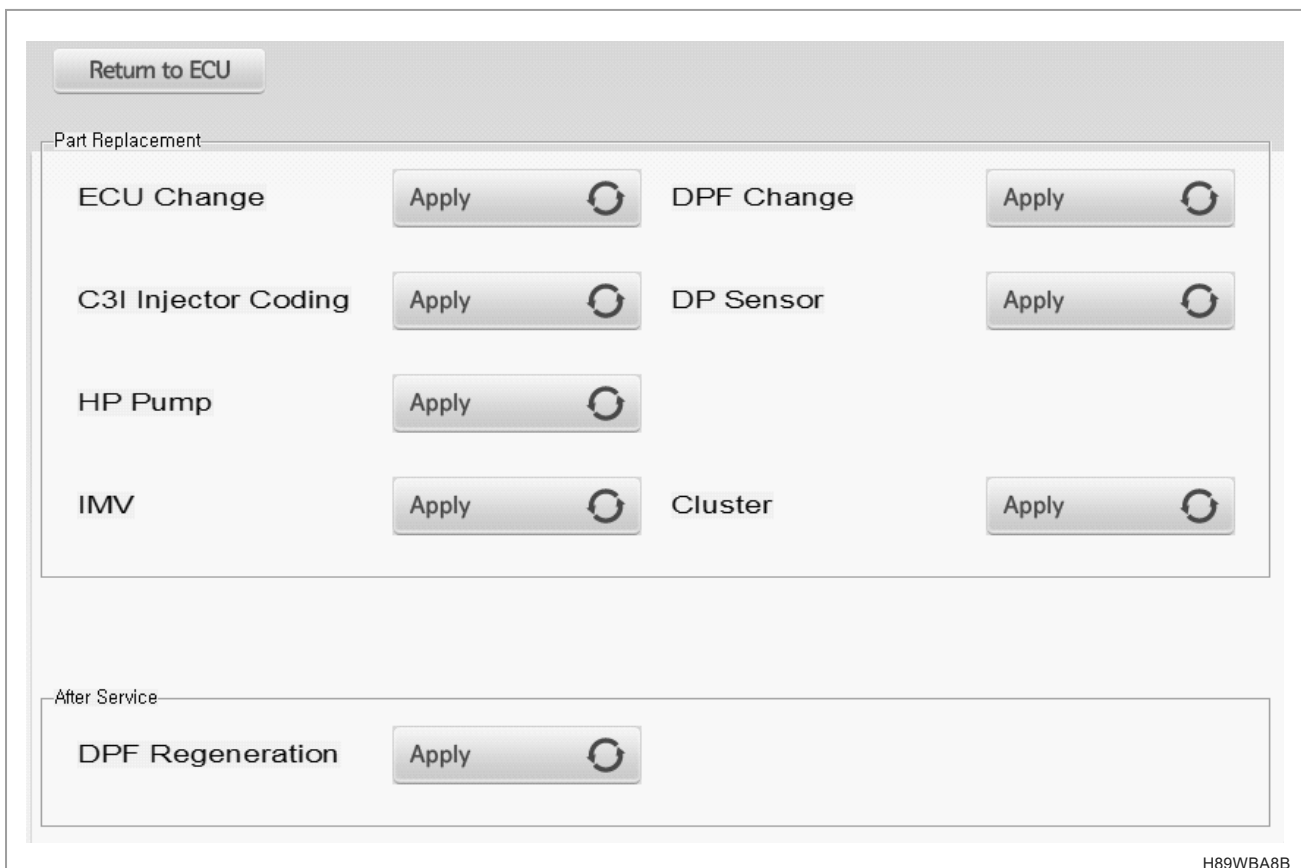 Return to ECU
Part Replacement
ECU Change Apply DPF Change Apply
C3I Injector Coding Apply DP Sensor Apply
HP Pump Apply
IMV Apply Cluster Apply
After Service
DPF Regeneration Apply
H89WBA8B